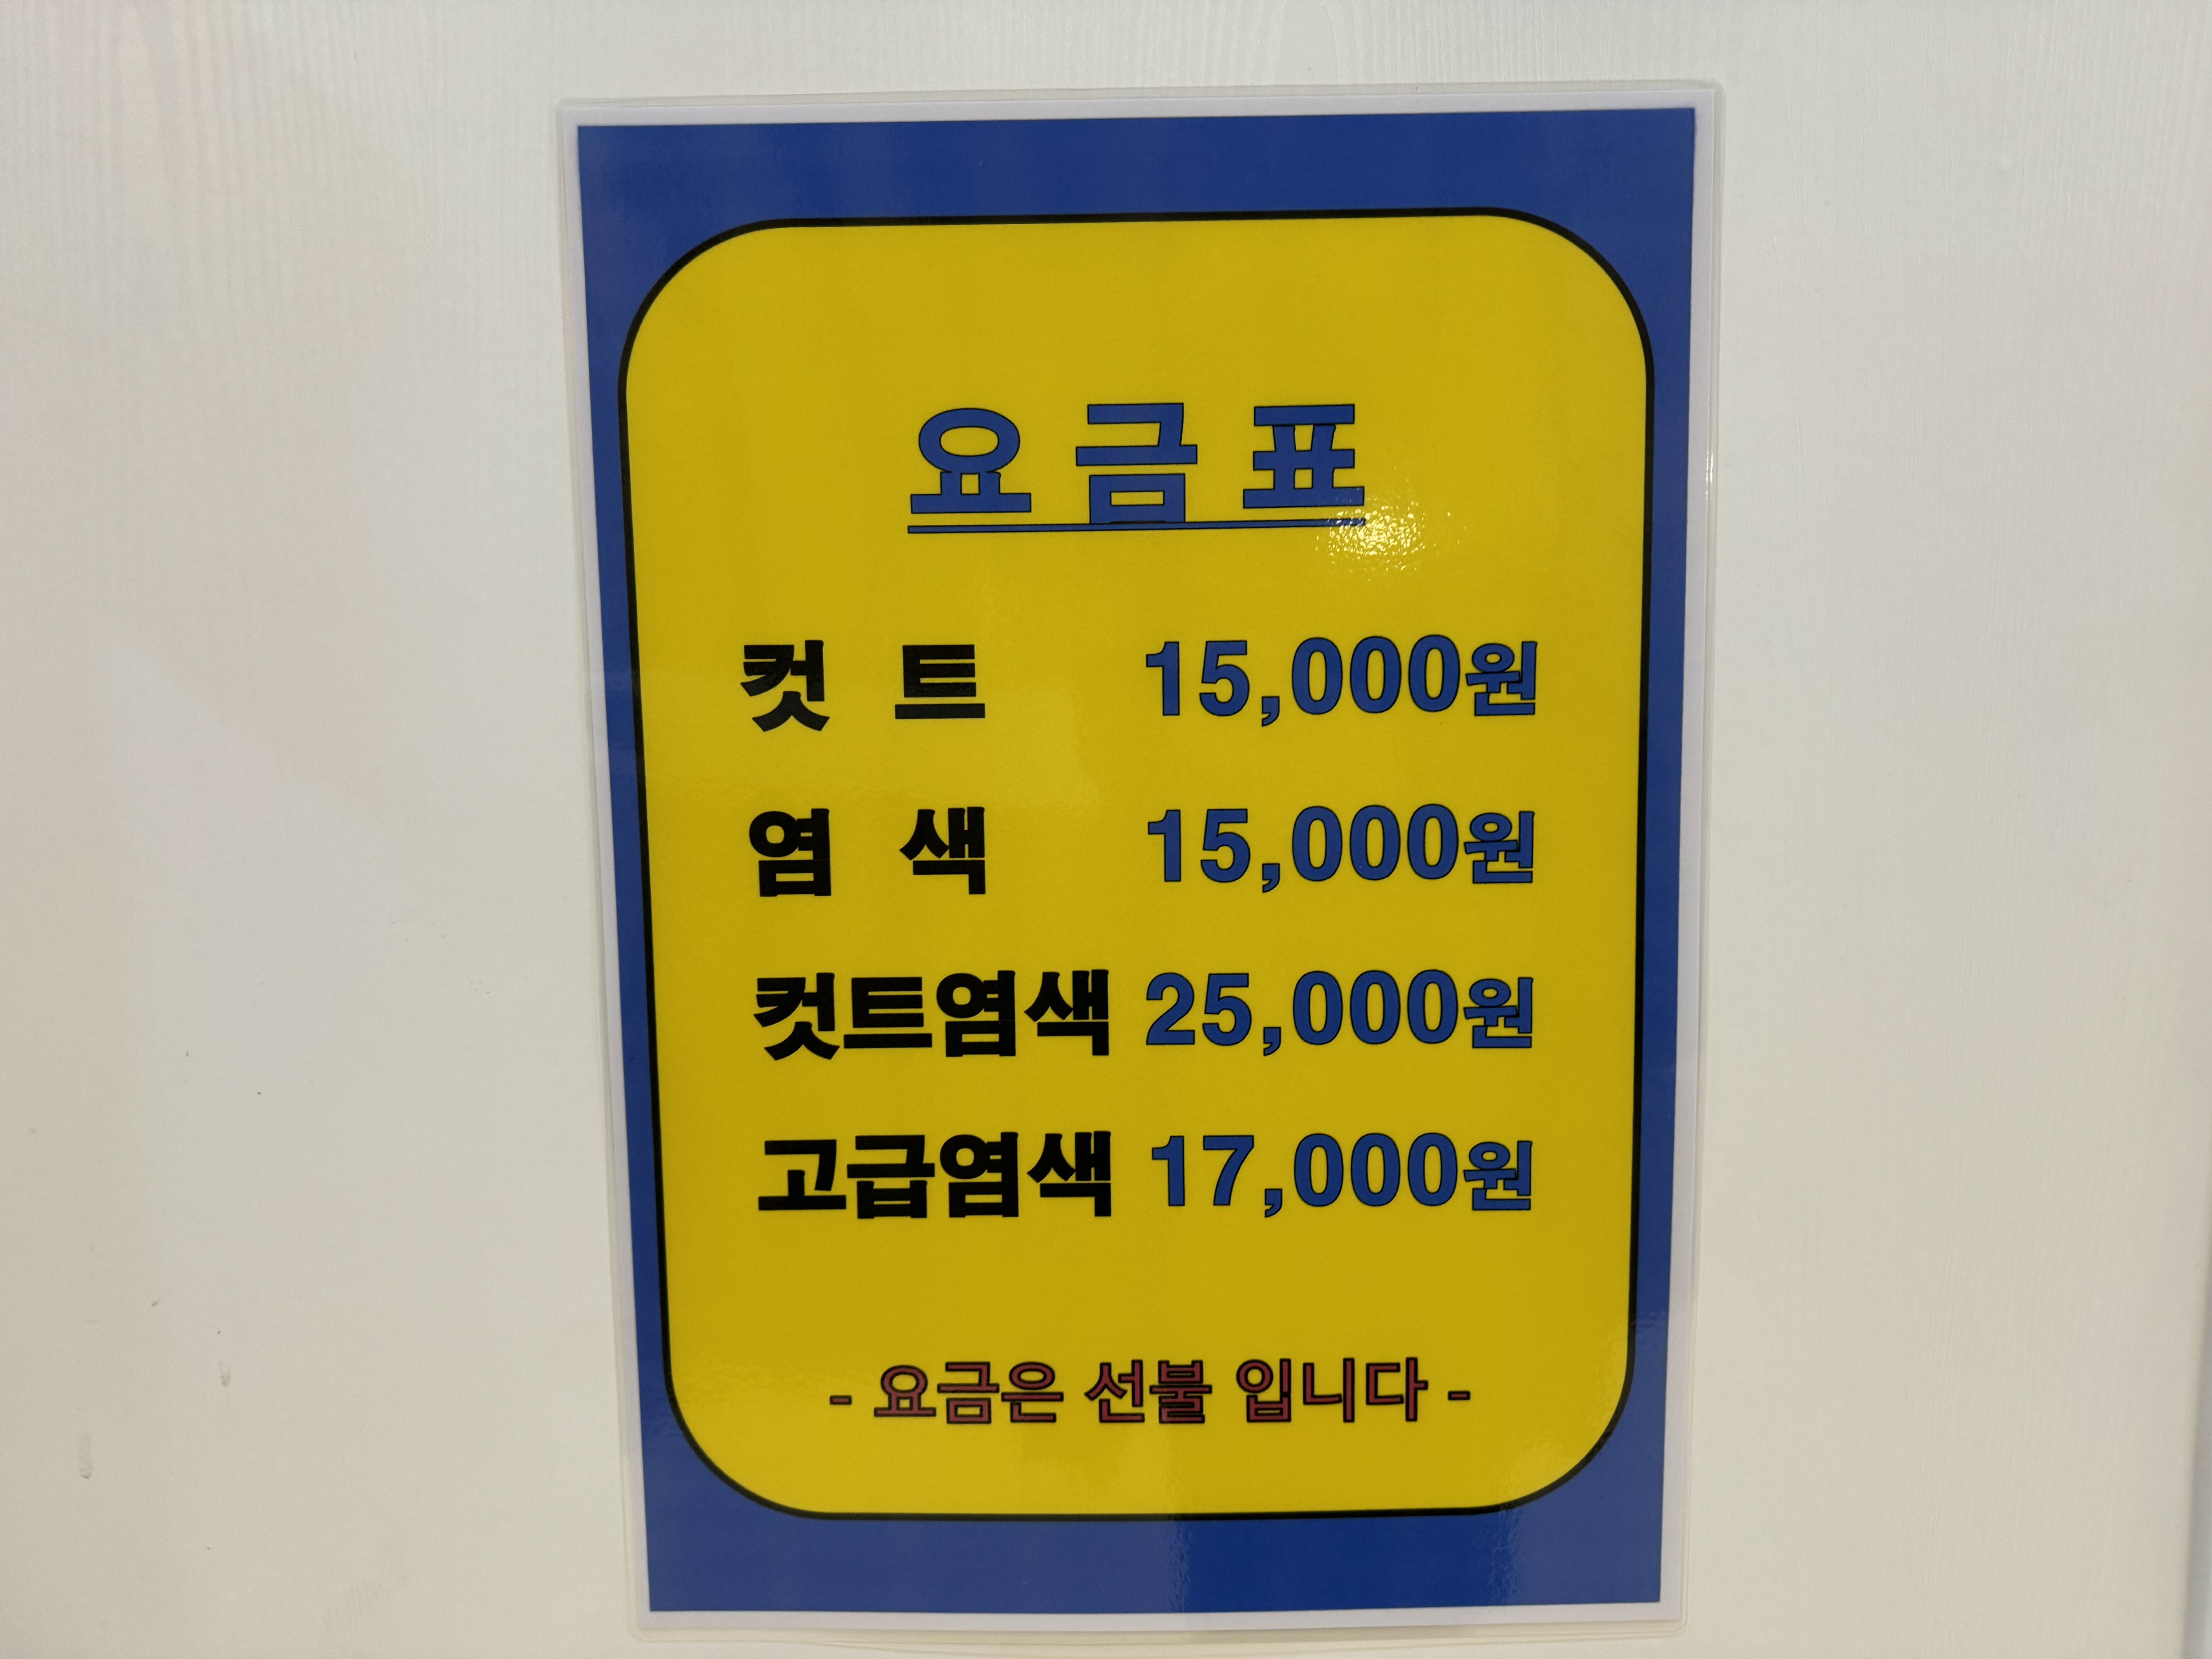 요금표
컷 트 15,000원
염 색 15,000원
컷트염색 25,000원
고급염색 17,000원
- 요금은 선불 입니다 -